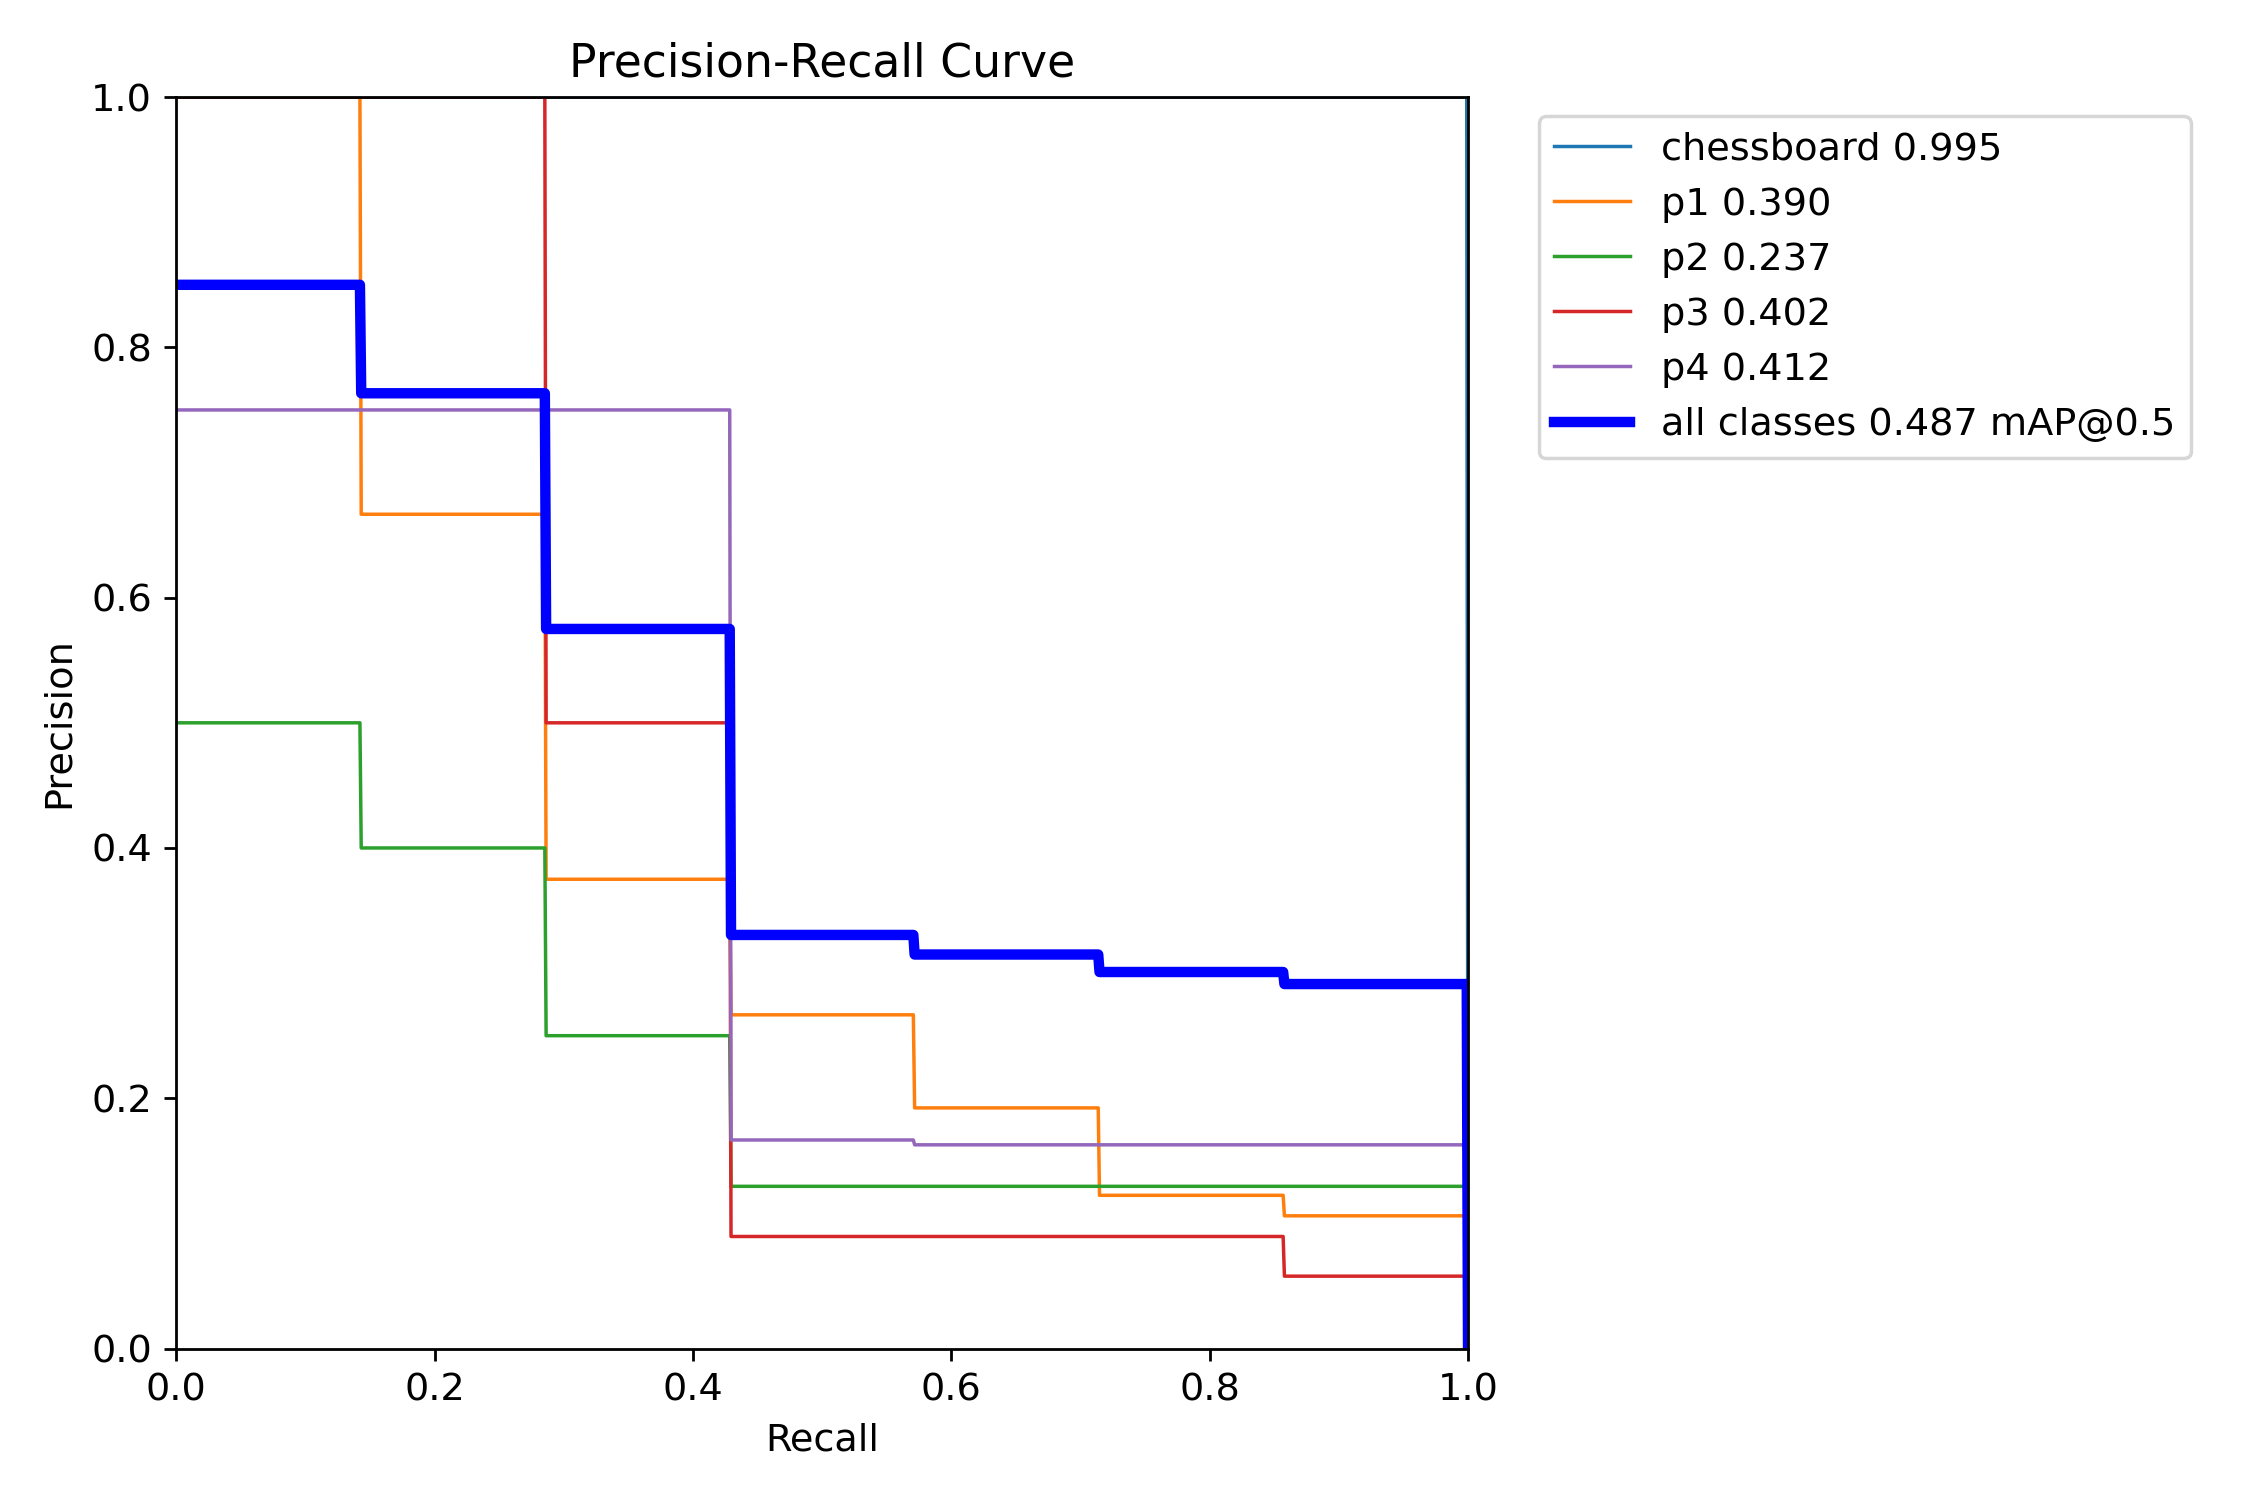 Precision-Recall Curve
1.0
0.8
0.6
0.4
0.2
0.0
Precision
0.0 0.2 0.4 0.6 0.8 1.0
Recall
chessboard 0.995
p1 0.390
p2 0.237
p3 0.402
p4 0.412
all classes 0.487 mAP@0.5